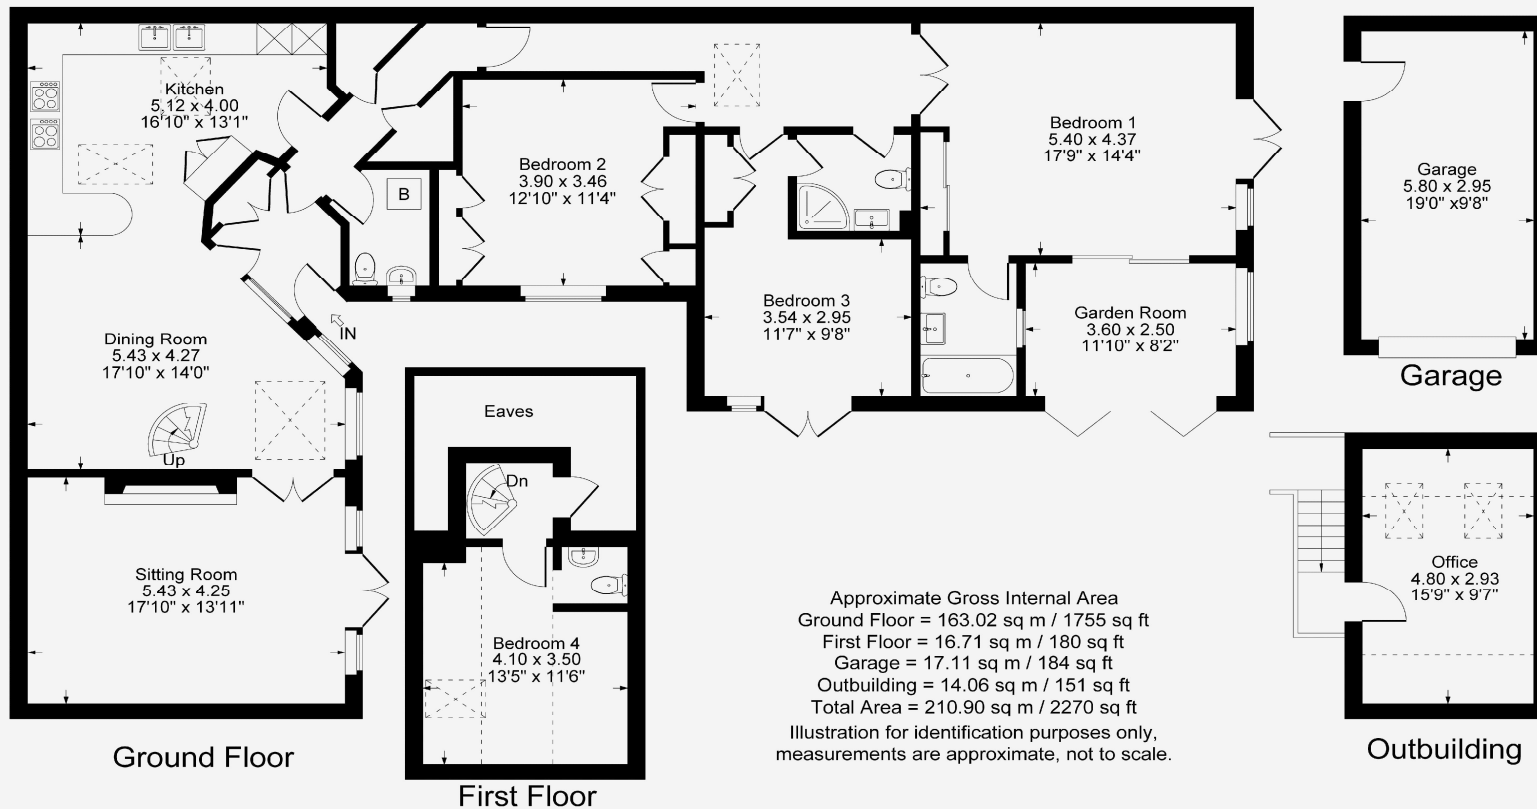 Kitchen
5.12 x 4.00
16'10" x 13'1"
Bedroom 2
3.90 x 3.46
12'10" x 11'4"
B
Bedroom 1
5.40 x 4.37
17'9" x 14'4"
Garage
5.80 x 2.95
19'0" x9'8"
Garage
Bedroom 3
3.54 x 2.95
11'7" x 9'8"
Garden Room
3.60 x 2.50
11'10" x 8'2"
IN
Dining Room
5.43 x 4.27
17'10" x 14'0"
Up
Sitting Room
5.43 x 4.25
17'10" x 13'11"
Ground Floor
Eaves
Dn
Bedroom 4
4.10 x 3.50
13'5" x 11'6"
First Floor
Approximate Gross Internal Area
Ground Floor = 163.02 sq m / 1755 sq ft
First Floor = 16.71 sq m / 180 sq ft
Garage = 17.11 sq m / 184 sq ft
Outbuilding = 14.06 sq m / 151 sq ft
Total Area = 210.90 sq m / 2270 sq ft
Illustration for identification purposes only,
measurements are approximate, not to scale.
Office
4.80 x 2.93
15'9" x 9'7"
Outbuilding